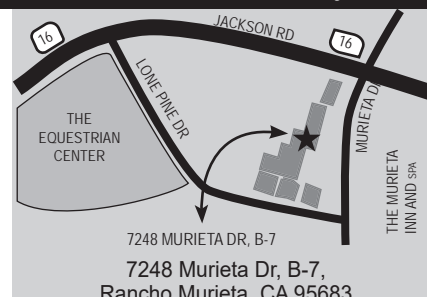 16
JACKSON RD
16
LONE PINE DR
MURIETA DR
THE
EQUESTRIAN
CENTER
THE MURIETA
INN AND SPA
7248 MURIETA DR, B-7
7248 Murieta Dr, B-7,
Rancho Murieta, CA 95683